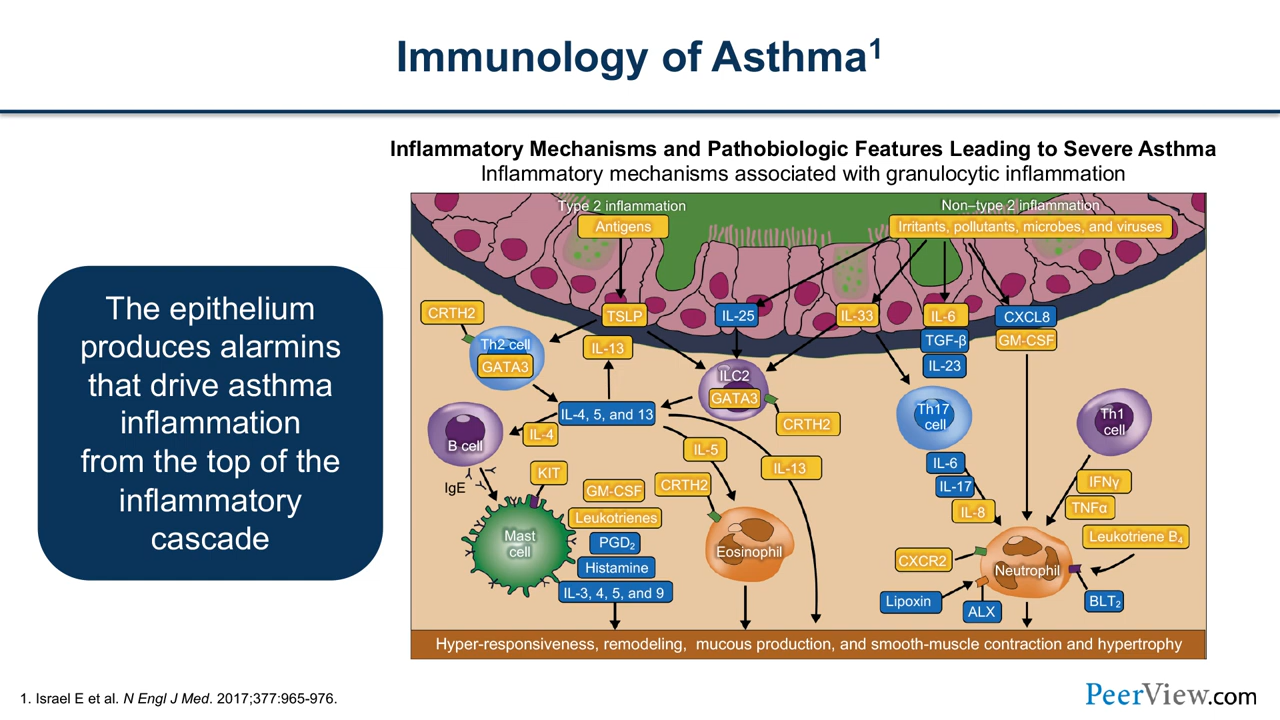 Immunology of Asthma1
Inflammatory Mechanisms and Pathobiologic Features Leading to Severe Asthma
Inflammatory mechanisms associated with granulocytic inflammation
The epithelium
produces alarmins
that drive asthma
inflammation
from the top of the
inflammatory
cascade
Type 2 inflammation
Antigens
Non–type 2 inflammation
Irritants, pollutants, microbes, and viruses
CRTH2
TSLP
IL-25
IL-33
IL-6
CXCL8
Th2 cell
GATA3
IL-13
TGF-β
GM-CSF
IL-23
ILC2
GATA3
CRTH2
IL-4, 5, and 13
Th17
cell
Th1
cell
B cell
IL-4
IL-5
IL-13
IgE
KIT
GM-CSF
CRTH2
IL-6
IL-17
IL-8
IFNγ
TNFα
Leukotrienes
Leukotriene B4
Mast
cell
PGD2
Histamine
IL-3, 4, 5, and 9
Eosinophil
CXCR2
Neutrophil
Lipoxin
ALX
BLT2
Hyper-responsiveness, remodeling, mucous production, and smooth-muscle contraction and hypertrophy
1. Israel E et al. N Engl J Med. 2017;377:965-976.
PeerView.com